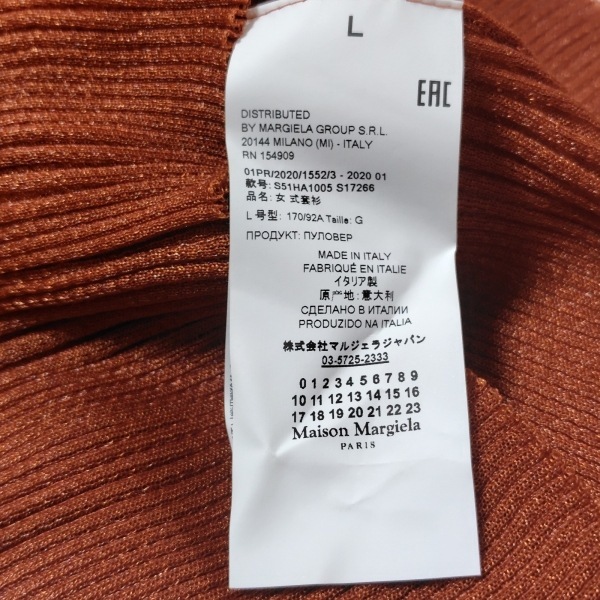 L
EAC
DISTRIBUTED
BY MARGIELA GROUP S.R.L.
20144 MILANO (MI) - ITALY
RN 154909
01PR/2020/1552/3 - 2020 01
款号: S51HA1005 S17266
品名: 女 式套衫
L 号型: 170/92A Taille: G
ПРОДУКТ: ПУЛОВЕР
MADE IN ITALY
FABRIQUÉ EN ITALIE
イタリア製
原产地: 意大利
СДЕЛАНО В ИТАЛИИ
PRODUZIDO NA ITALIA
株式会社マルジェラジャパン
03-5725-2333
0 1 2 3 4 5 6 7 8 9
10 11 12 13 14 15 16
17 18 19 20 21 22 23
Maison Margiela
PARIS